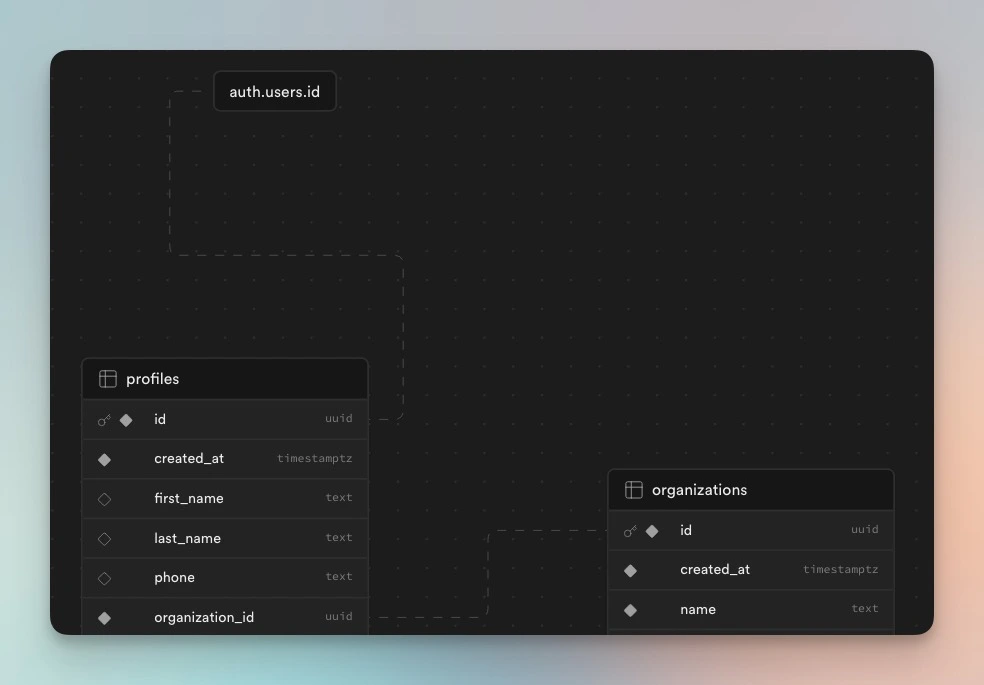 auth.users.id
profiles
id uuid
created_at timestamptz
first_name text
last_name text
phone text
organization_id uuid
organizations
id uuid
created_at timestamptz
name text